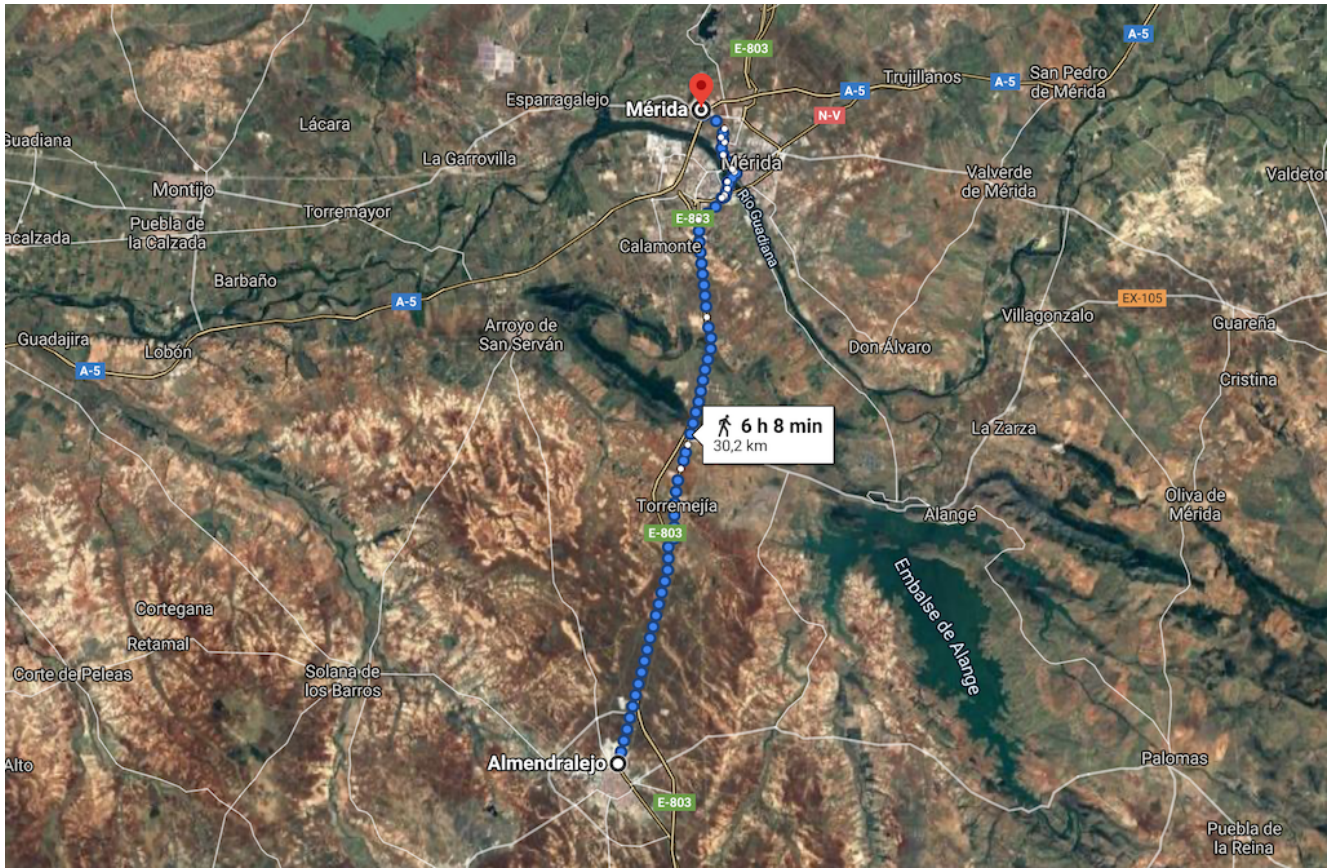 E-803
A-5
Trujillanos
A-5
San Pedro
de Mérida
A-5
Esparragalejo
Mérida
N-V
Lácara
Guadiana
La Garrovilla
Mérida
Valverde
de Mérida
Valdetor
Montijo
Torremayor
Puebla de
la Calzada
acalzada
E-803
Río Guadiana
Calamonte
Barbaño
A-5
EX-105
Arroyo de
San Serván
Villagonzalo
Guareña
Guadajira
Lobón
Don Álvaro
A-5
Cristina
6 h 8 min
30,2 km
La Zarza
Torremejía
Alange
Oliva de
Mérida
E-803
Embalse de Alange
Cortegana
Retamal
Corte de Peleas
Solana de
los Barros
Almendralejo
Alto
Palomas
E-803
Puebla de
la Reina